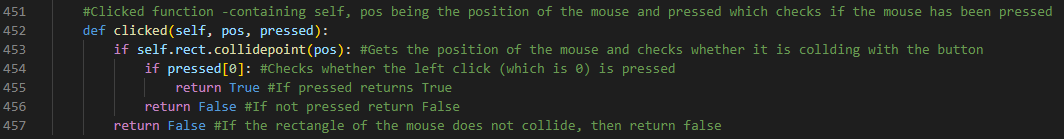 451 #Clicked function -containing self, pos being the position of the mouse and pressed which checks if the mouse has been pressed
452 def clicked(self, pos, pressed):
453 if self.rect.collidepoint(pos): #Gets the position of the mouse and checks whether it is collding with the button
454 if pressed[0]: #Checks whether the left click (which is 0) is pressed
455 return True #If pressed returns True
456 return False #If not pressed return False
457 return False #If the rectangle of the mouse does not collide, then return false